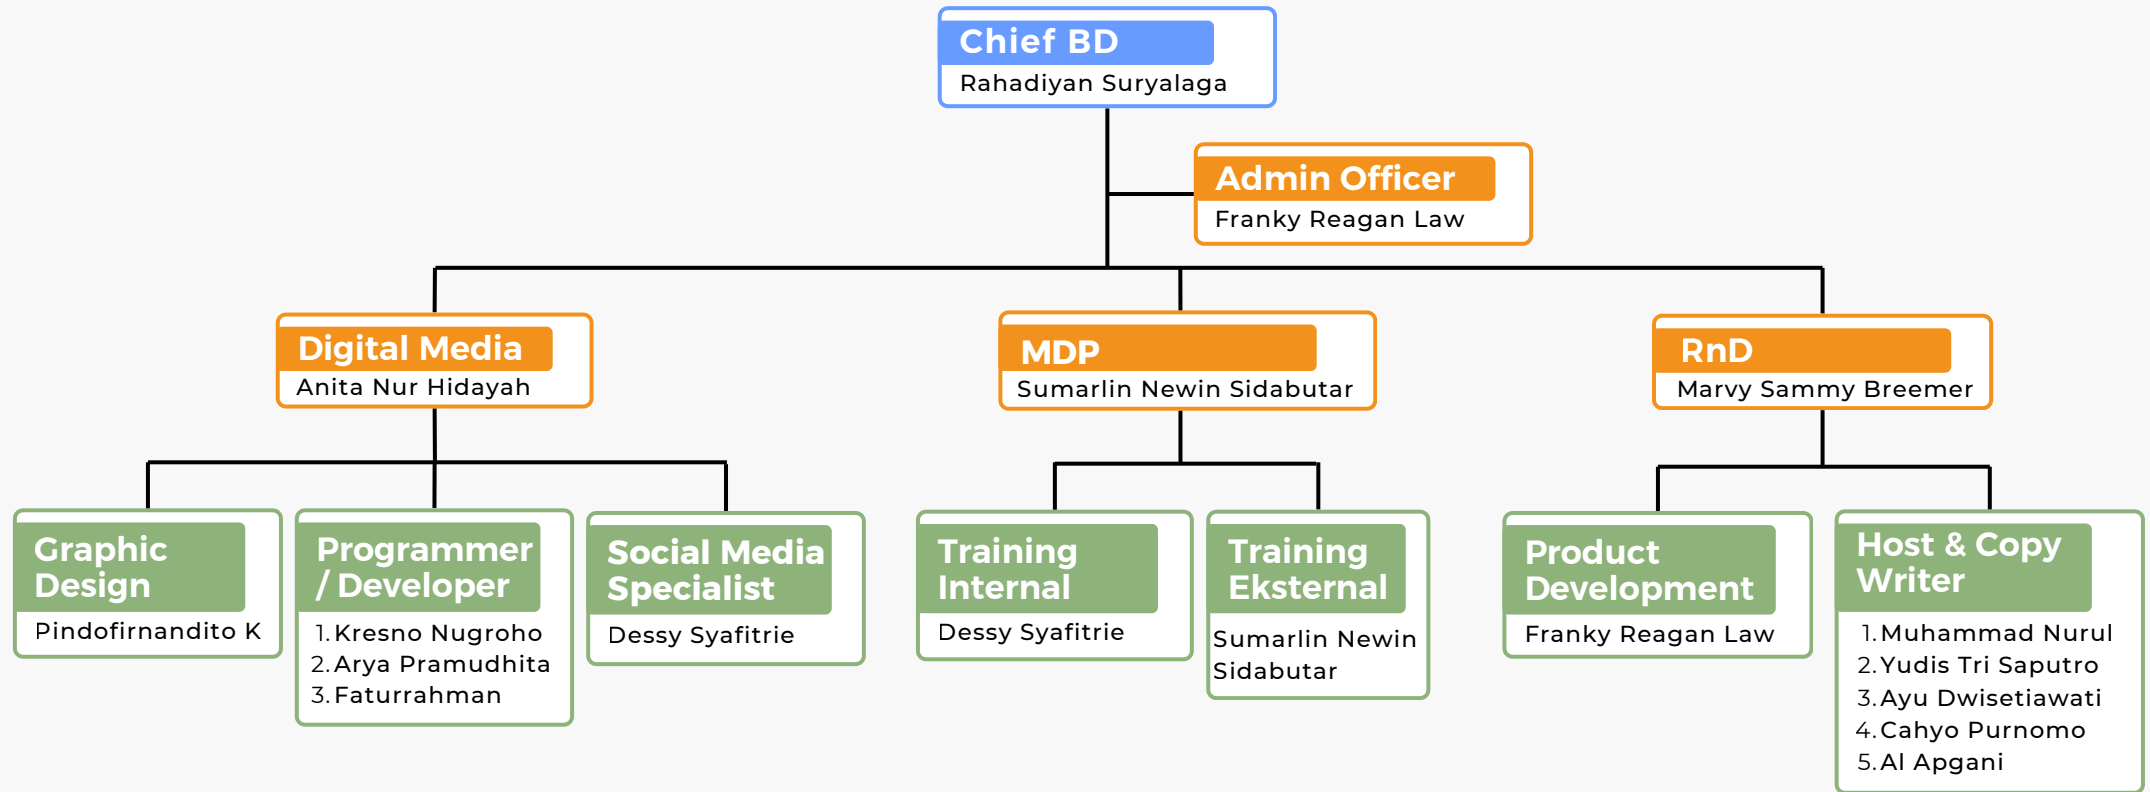 Chief BD
Rahadiyan Suryalaga
Admin Officer
Franky Reagan Law
Digital Media
Anita Nur Hidayah
MDP
Sumarlin Newin Sidabutar
RnD
Marvy Sammy Breemer
Graphic
Design
Pindofirnandito K
Programmer
/ Developer
1. Kresno Nugroho
2. Arya Pramudhita
3. Faturrahman
Social Media
Specialist
Dessy Syafitrie
Training
Internal
Dessy Syafitrie
Training
Eksternal
Sumarlin Newin
Sidabutar
Product
Development
Franky Reagan Law
Host & Copy
Writer
1. Muhammad Nurul
2. Yudis Tri Saputro
3. Ayu Dwisetiawati
4. Cahyo Purnomo
5. Al Apgani